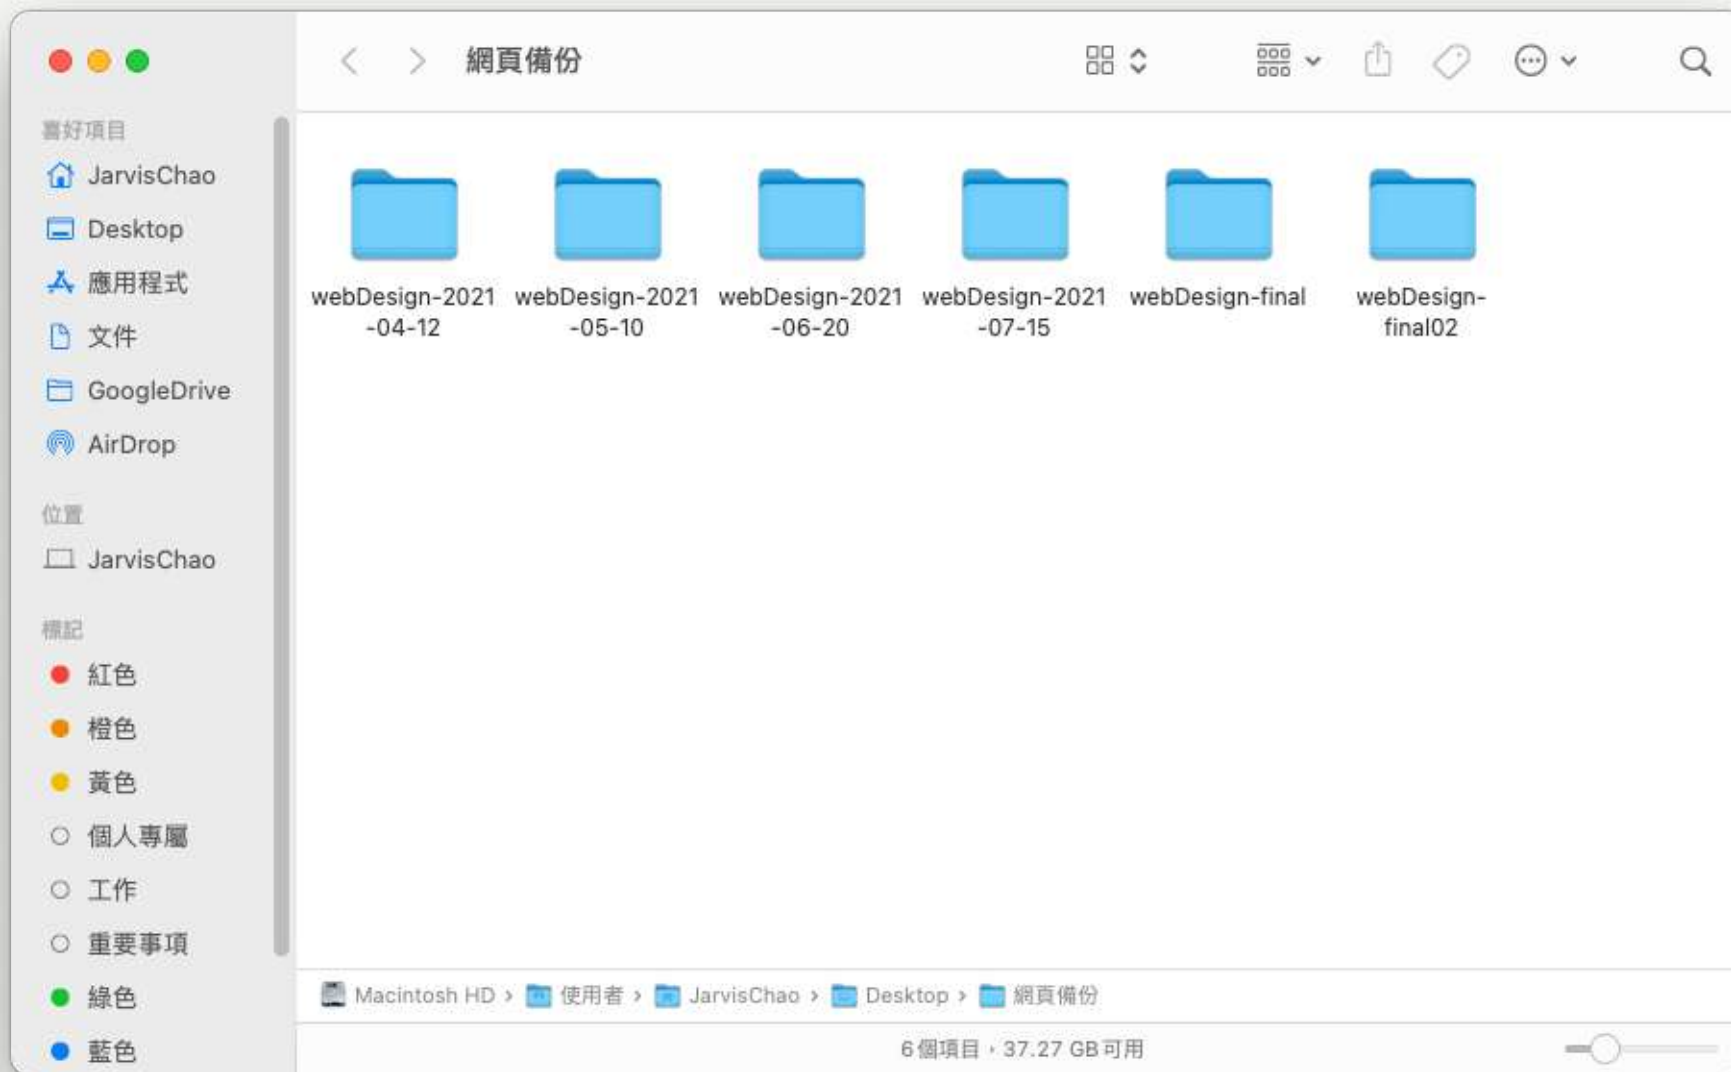 網頁備份
喜好項目
JarvisChao
Desktop
應用程式
文件
GoogleDrive
AirDrop
位置
JarvisChao
標記
紅色
橙色
黃色
個人專屬
工作
重要事項
綠色
藍色
webDesign-2021
-04-12
webDesign-2021
-05-10
webDesign-2021
-06-20
webDesign-2021
-07-15
webDesign-final
webDesign-
final02
Macintosh HD › 使用者 › JarvisChao › Desktop › 網頁備份
6個項目，37.27 GB可用